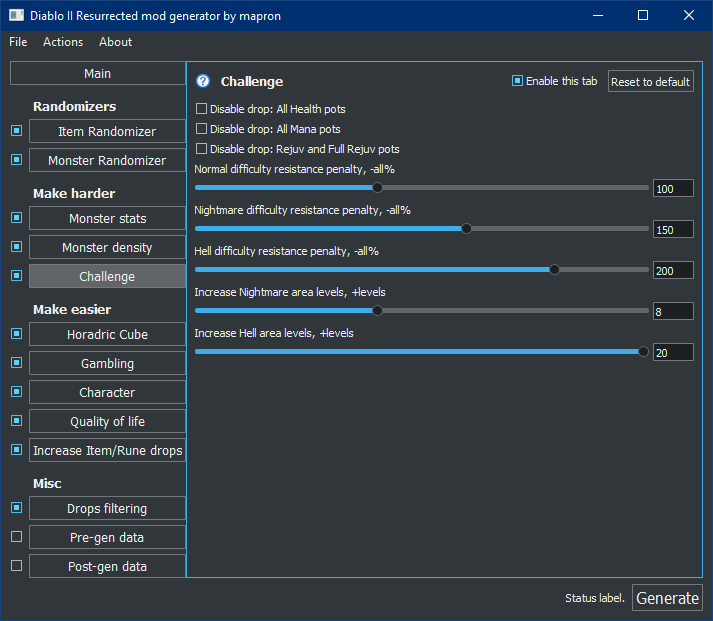 Diablo II Resurrected mod generator by mapron
File Actions About
Main
Randomizers
Item Randomizer
Monster Randomizer
Make harder
Monster stats
Monster density
Challenge
Make easier
Horadric Cube
Gambling
Character
Quality of life
Increase Item/Rune drops
Misc
Drops filtering
Pre-gen data
Post-gen data
? Challenge
Enable this tab
Reset to default
Disable drop: All Health pots
Disable drop: All Mana pots
Disable drop: Rejuv and Full Rejuv pots
Normal difficulty resistance penalty, -all%
100
Nightmare difficulty resistance penalty, -all%
150
Hell difficulty resistance penalty, -all%
200
Increase Nightmare area levels, +levels
8
Increase Hell area levels, +levels
20
Status label.
Generate